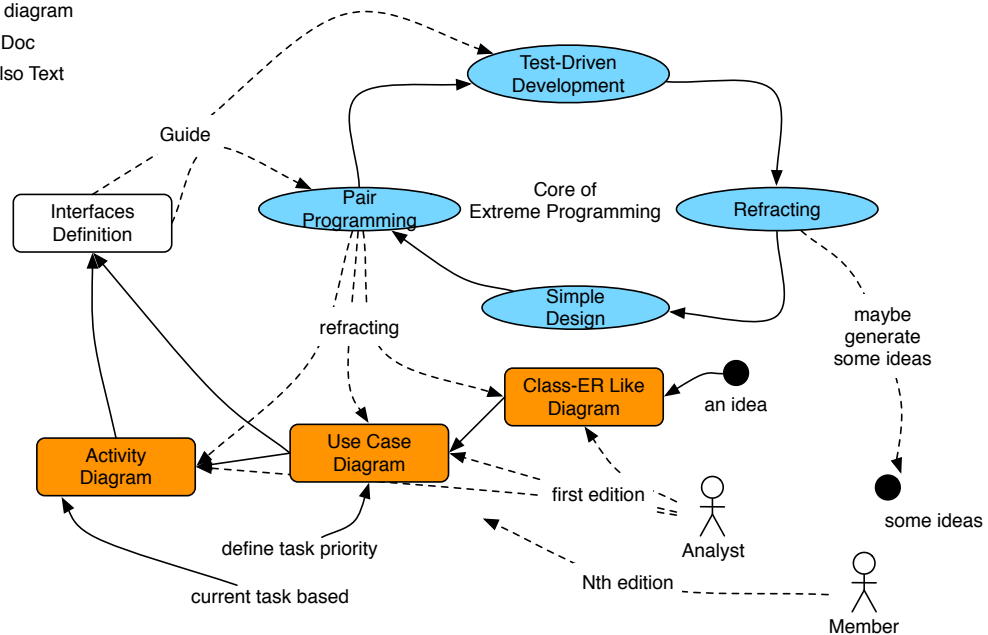 diagram
Doc
lso Text
Test-Driven
Development
Guide
Pair
Programming
Core of
Extreme Programming
Refracting
Interfaces
Definition
Simple
Design
refracting
maybe
generate
some ideas
Class-ER Like
Diagram
an idea
Use Case
Diagram
Activity
Diagram
first edition
some ideas
define task priority
Analyst
Nth edition
current task based
Member